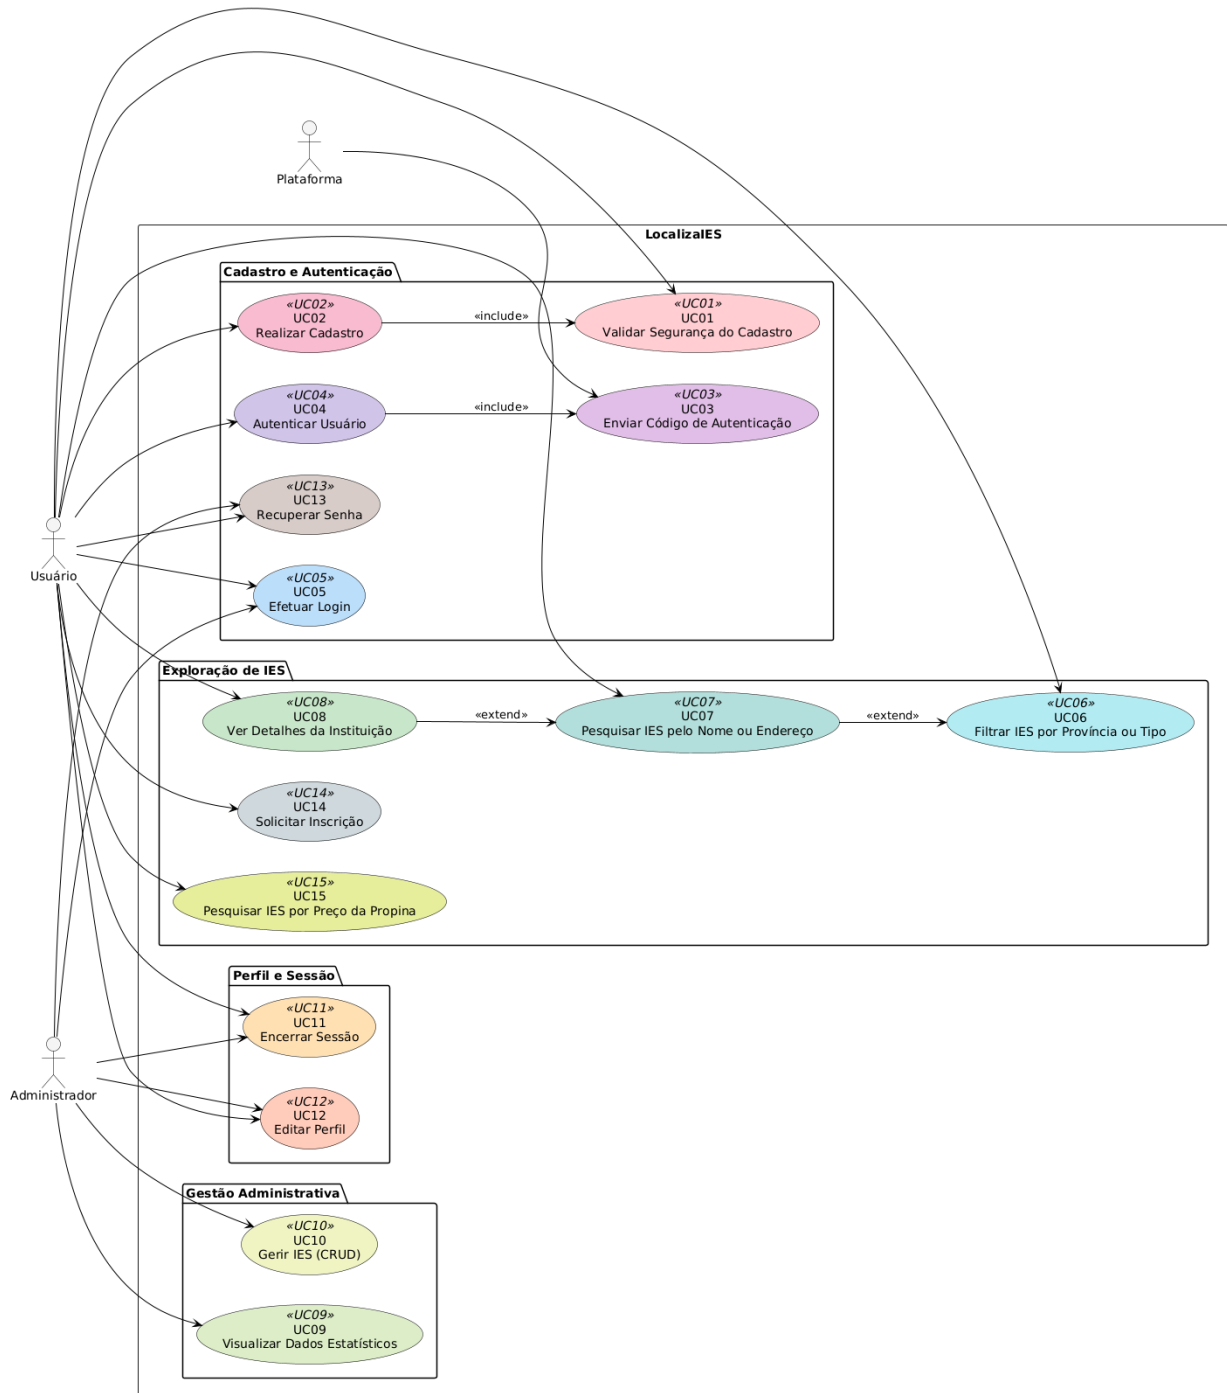 Plataforma
LocalizaIES
Cadastro e Autenticação
«UC02»
UC02
Realizar Cadastro
«include»
«UC01»
UC01
Validar Segurança do Cadastro
«UC04»
UC04
Autenticar Usuário
«include»
«UC03»
UC03
Enviar Código de Autenticação
«UC13»
UC13
Recuperar Senha
Usuário
«UC05»
UC05
Efetuar Login
Exploração de IES
«UC08»
UC08
Ver Detalhes da Instituição
«extend»
«UC07»
UC07
Pesquisar IES pelo Nome ou Endereço
«extend»
«UC06»
UC06
Filtrar IES por Província ou Tipo
«UC14»
UC14
Solicitar Inscrição
«UC15»
UC15
Pesquisar IES por Preço da Propina
Perfil e Sessão
«UC11»
UC11
Encerrar Sessão
Administrador
«UC12»
UC12
Editar Perfil
Gestão Administrativa
«UC10»
UC10
Gerir IES (CRUD)
«UC09»
UC09
Visualizar Dados Estatísticos